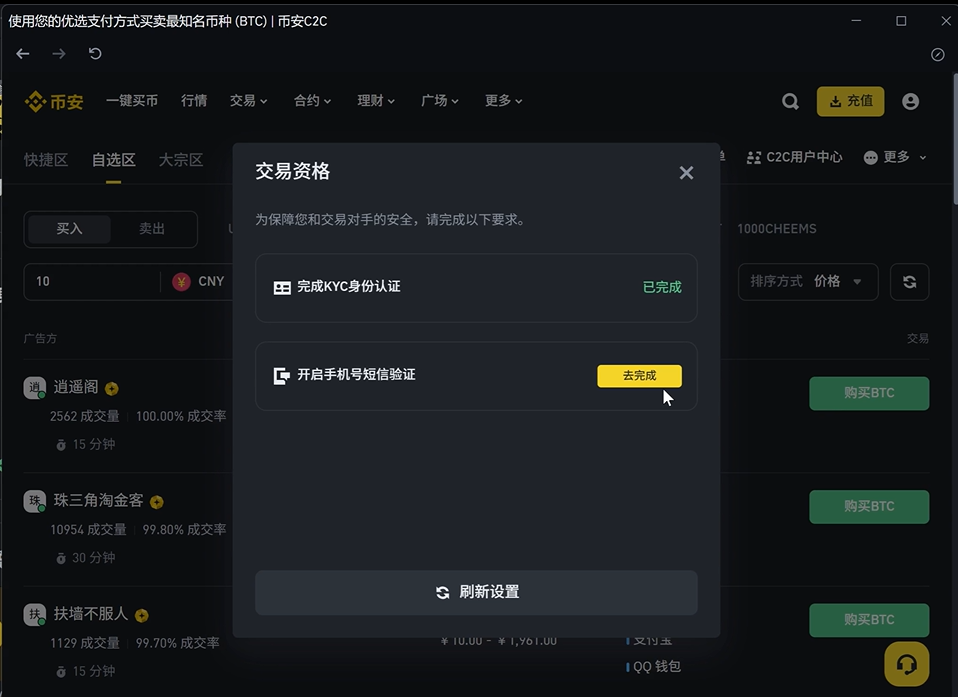 使用您的优选支付方式买卖最知名币种 (BTC) | 币安C2C
币安 一键买币 行情 交易 合约 理财 广场 更多 充值
快捷区 自选区 大宗区 C2C用户中心 更多
交易资格
为保障您和交易对手的安全，请完成以下要求。
买入 卖出 1000CHEEMS
10 ¥ CNY 排序方式 价格
完成KYC身份认证 已完成
广告方 交易
开启手机号短信验证 去完成
逍 逍遥阁 购买BTC
2562 成交量 100.00% 成交率
15 分钟
珠 珠三角淘金客 购买BTC
10954 成交量 99.80% 成交率
30 分钟
刷新设置
扶 扶墙不服人 购买BTC
1129 成交量 99.70% 成交率 ¥ 10.00 - ¥ 1,961.00 支付宝
15 分钟 QQ 钱包